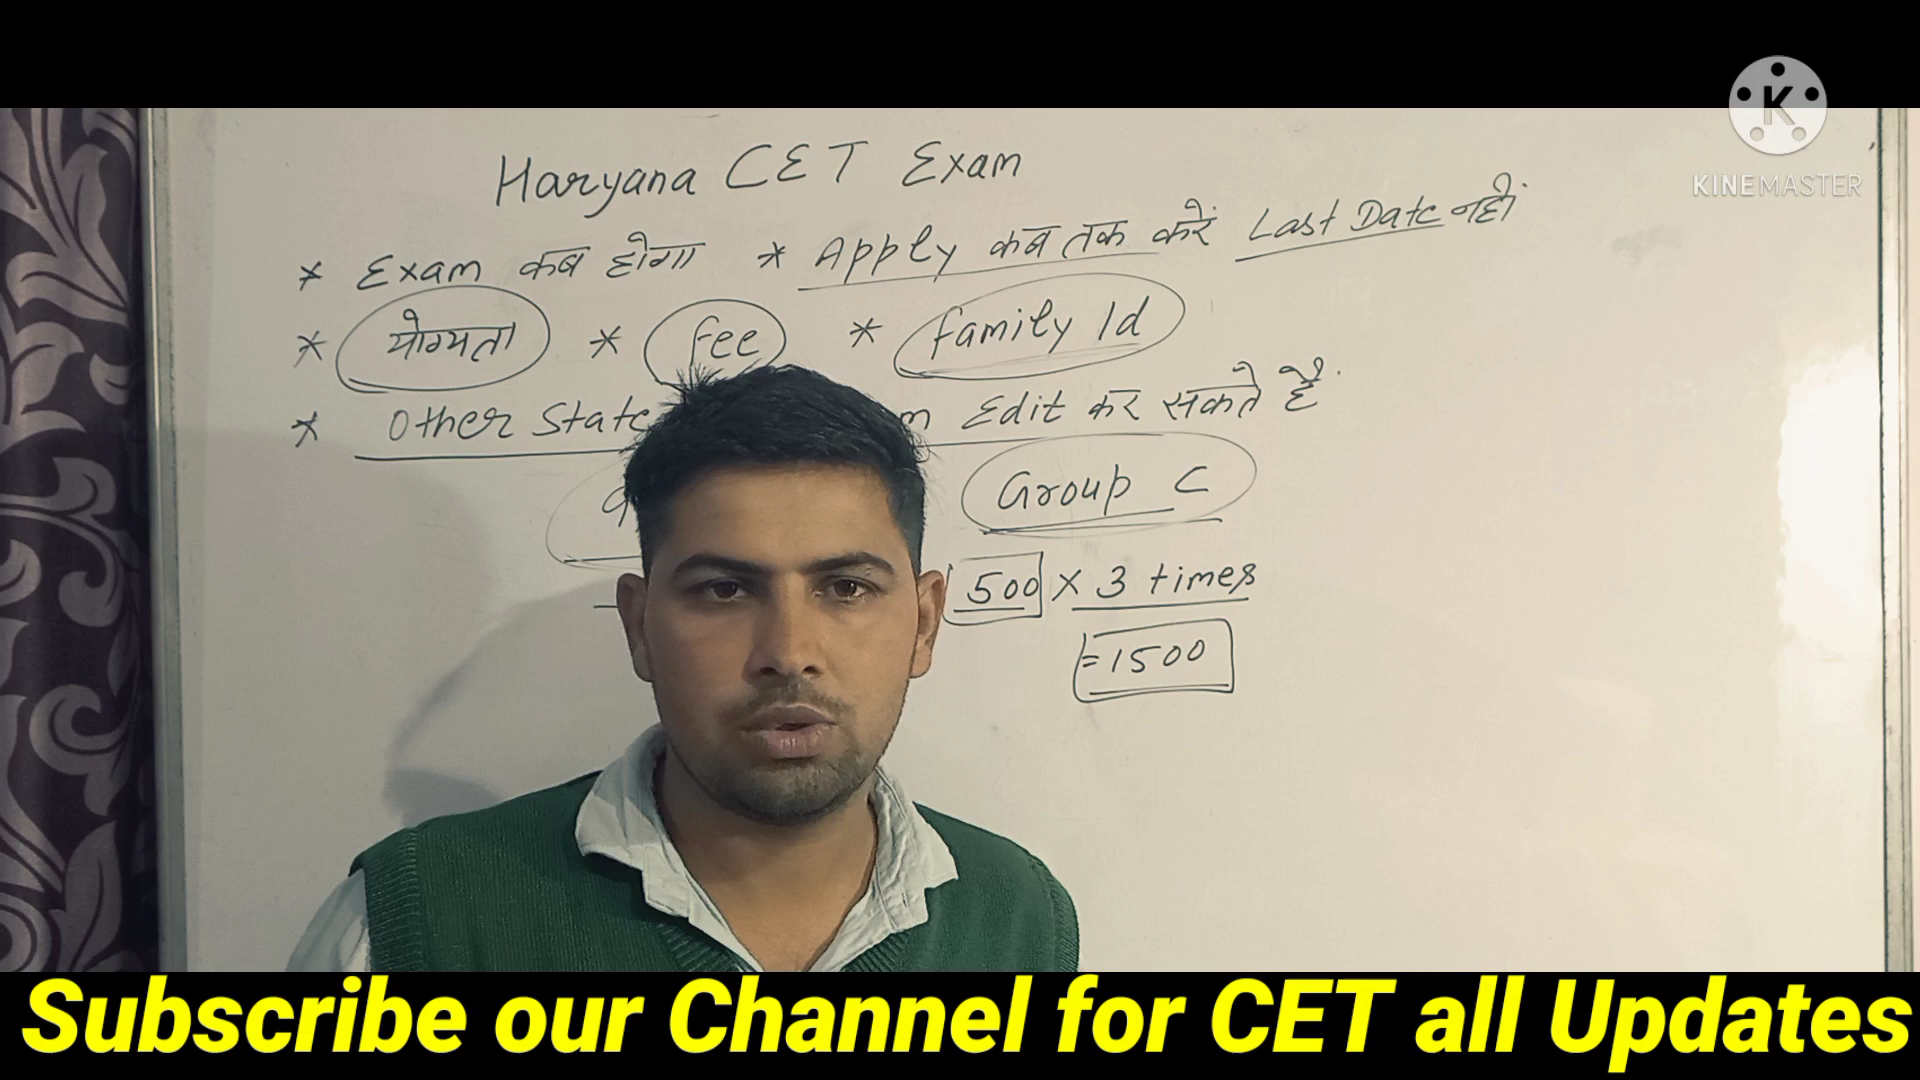 KINEMASTER
Haryana CET Exam
* Exam कब होगा * Apply कब तक करें Last Date नहीं
* योग्यता * Fee * Family Id
* Other State Edit कर सकते हैं
Group C
500 × 3 times
=1500
Subscribe our Channel for CET all Updates